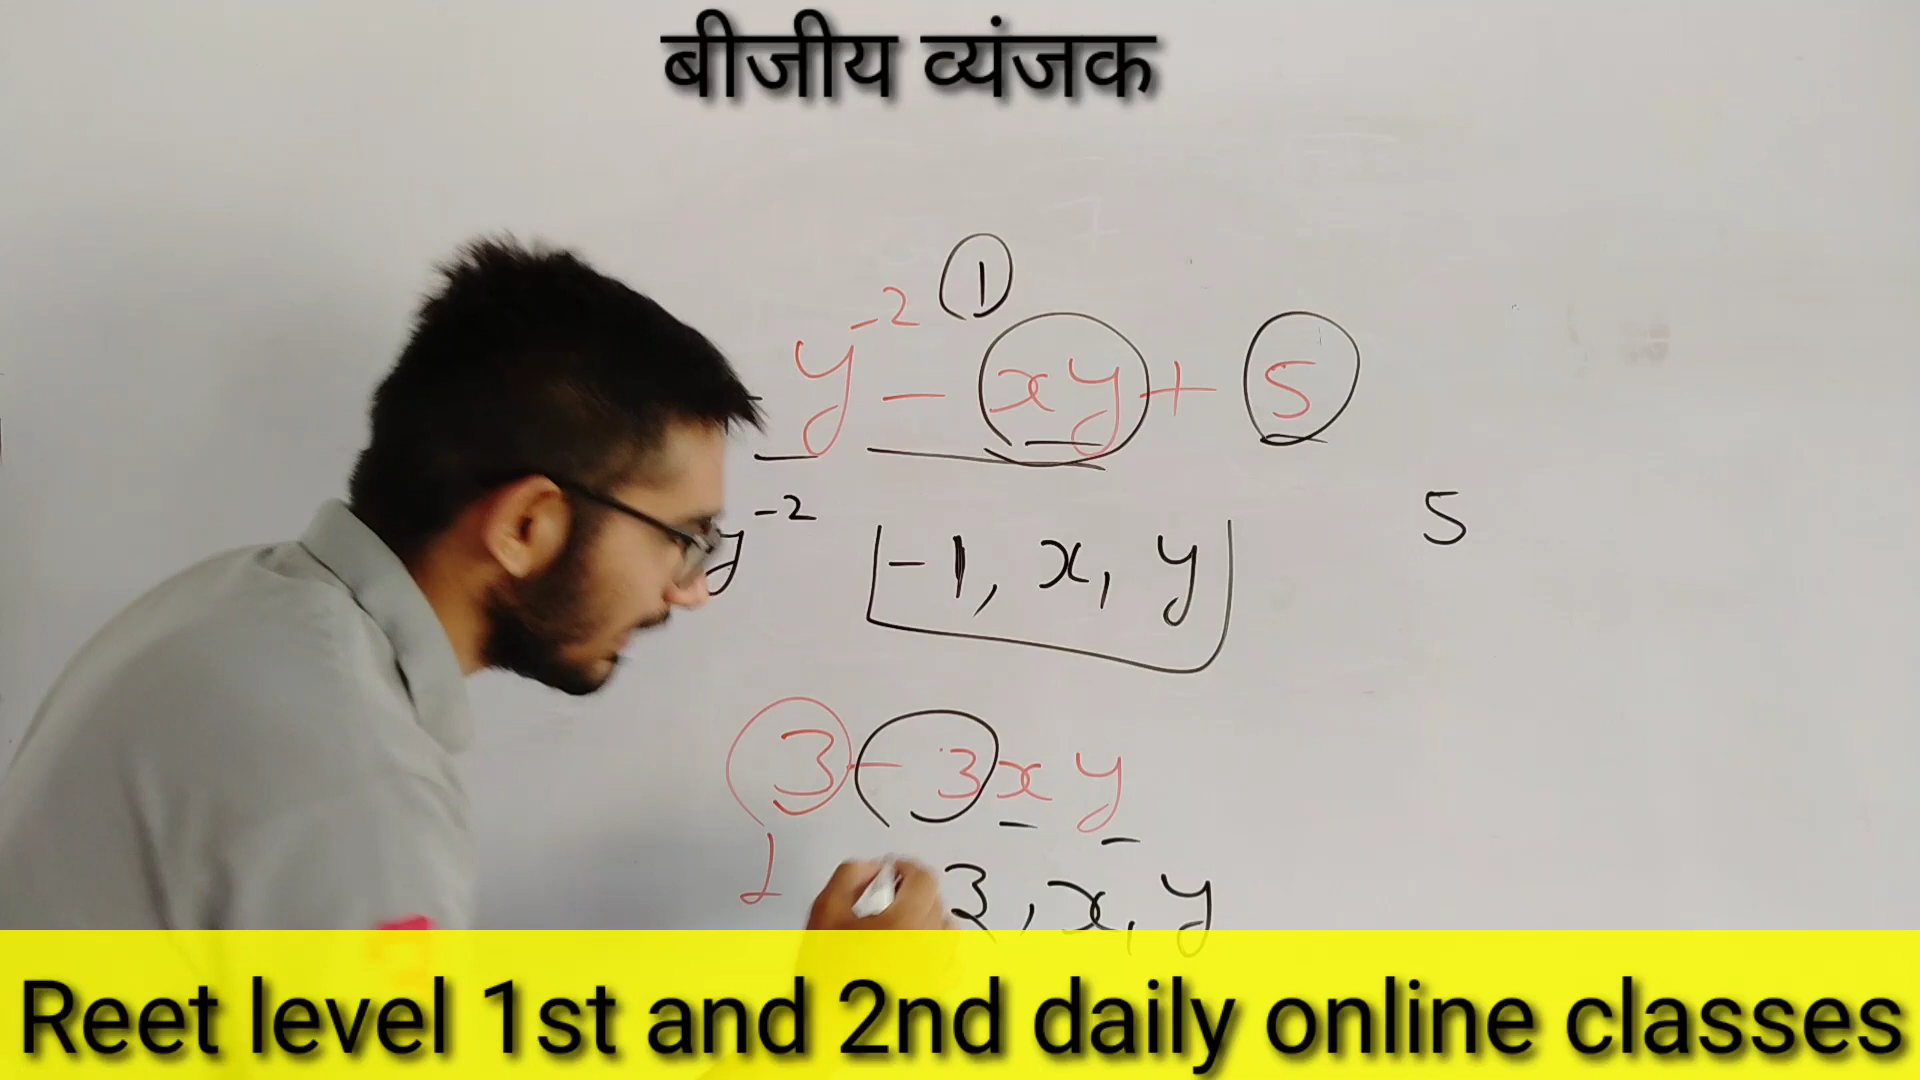 बीजीय व्यंजक
1
y⁻² - xy + 5
y⁻² -1, x, y 5
3 - 3xy
1 3, x, y
Reet level 1st and 2nd daily online classes